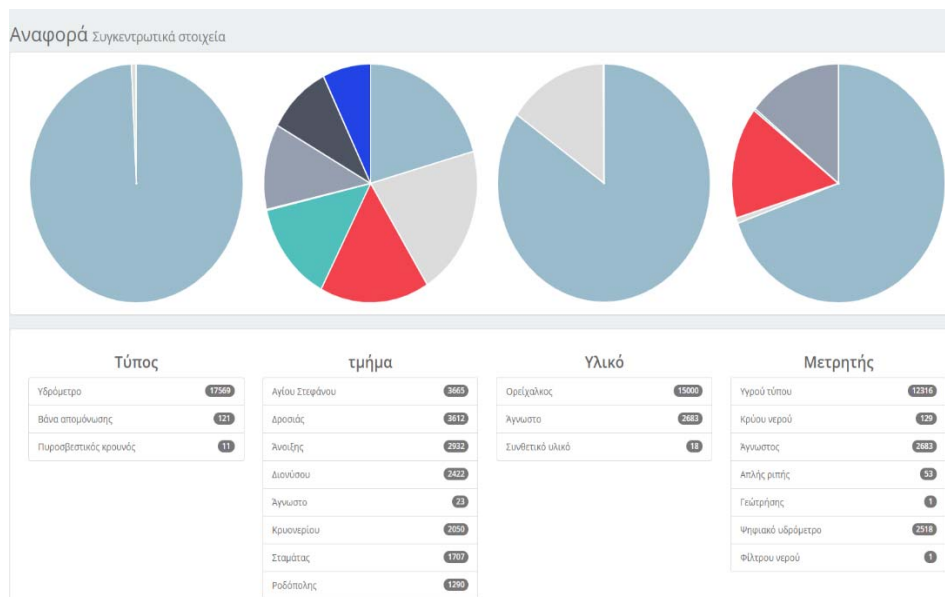 Αναφορά Συγκεντρωτικά στοιχεία
Τύπος
Υδρόμετρο 17569
Βάνα απομόνωσης 121
Πυροσβεστικός κρουνός 11
τμήμα
Αγίου Στεφάνου 3665
Δροσιάς 3612
Άνοιξης 2932
Διονύσου 2422
Άγνωστο 23
Κρυονερίου 2050
Σταμάτας 1707
Ροδόπολης 1290
Υλικό
Ορείχαλκος 15000
Άγνωστο 2683
Συνθετικό υλικό 18
Μετρητής
Υγρού τύπου 12316
Κρύου νερού 129
Άγνωστος 2683
Απλής ριπής 53
Γεώτρήσης 1
Ψηφιακό υδρόμετρο 2518
Φίλτρου νερού 1